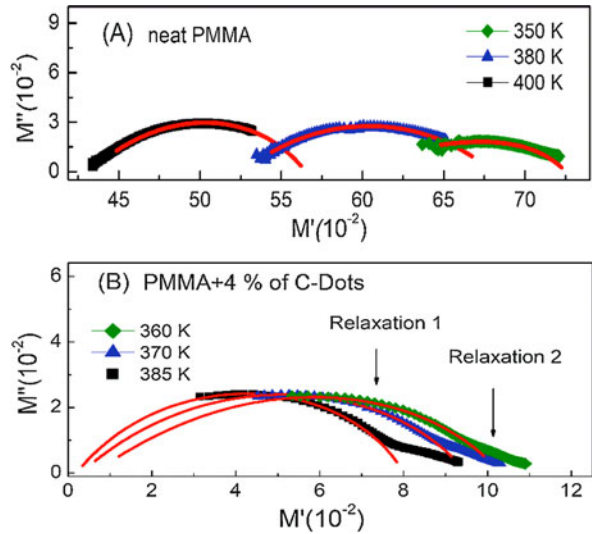 (A) neat PMMA
350 K
380 K
400 K
M''(10⁻²)
9
6
3
0
45 50 55 60 65 70
M'(10⁻²)
(B) PMMA+4 % of C-Dots
360 K
370 K
385 K
Relaxation 1
Relaxation 2
M''(10⁻²)
6
4
2
0
0 2 4 6 8 10 12
M'(10⁻²)